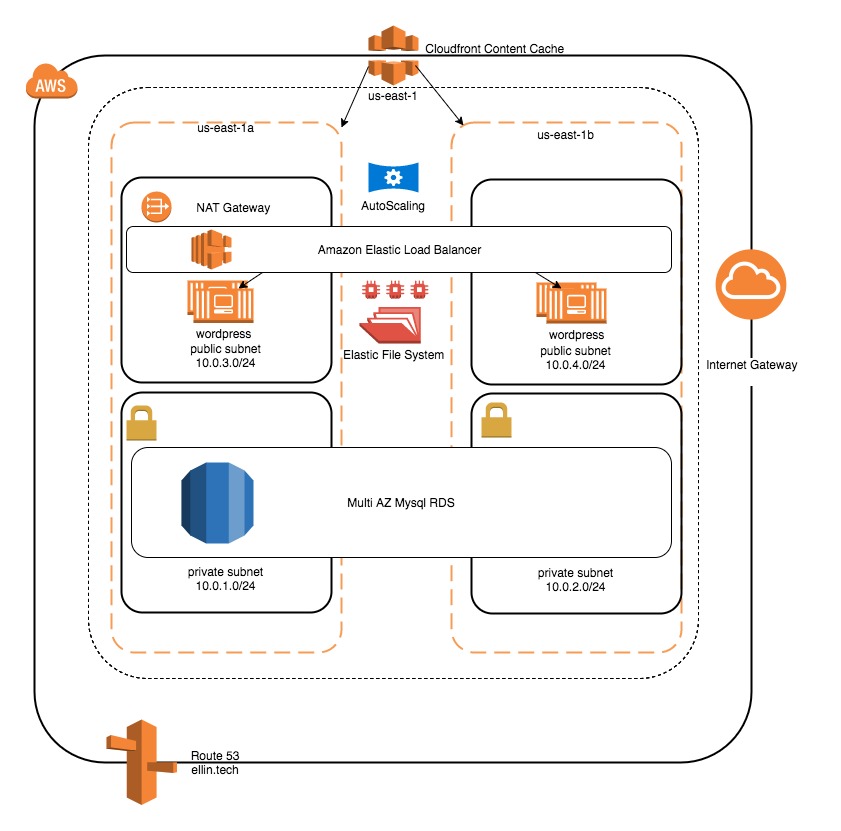 Cloudfront Content Cache
AWS
us-east-1
us-east-1a
us-east-1b
NAT Gateway
AutoScaling
Amazon Elastic Load Balancer
wordpress
public subnet
10.0.3.0/24
Elastic File System
wordpress
public subnet
10.0.4.0/24
Internet Gateway
Multi AZ Mysql RDS
private subnet
10.0.1.0/24
private subnet
10.0.2.0/24
Route 53
ellin.tech